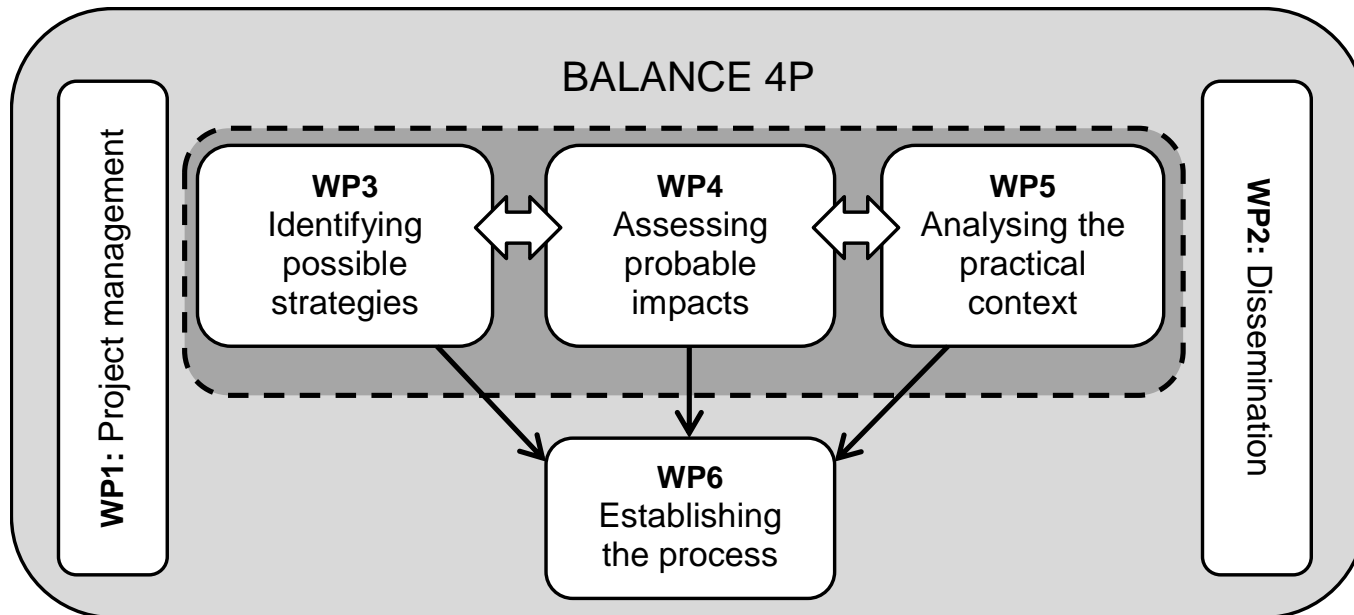 BALANCE 4P
WP1: Project management
WP3
Identifying
possible
strategies
WP4
Assessing
probable
impacts
WP5
Analysing the
practical
context
WP2: Dissemination
WP6
Establishing
the process